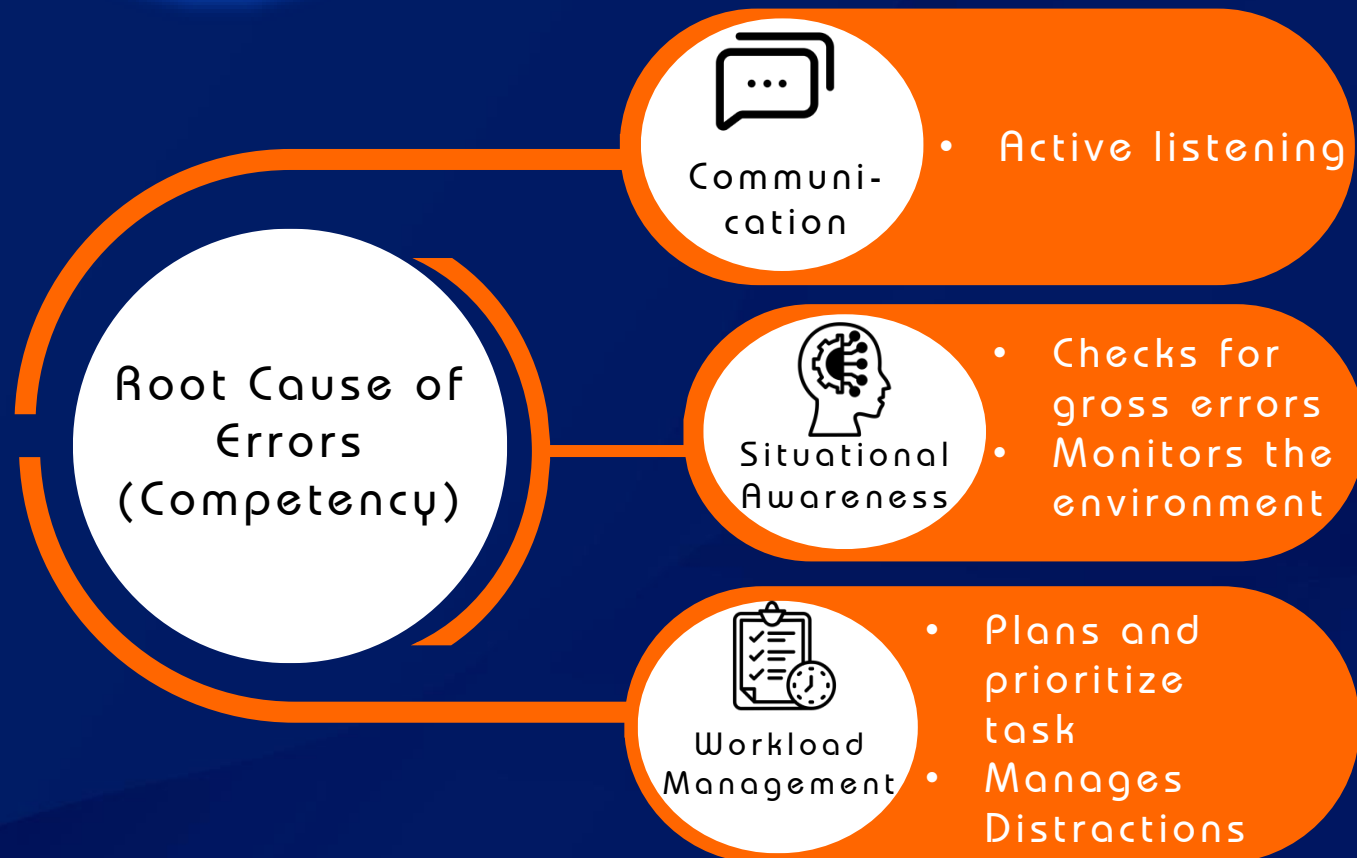 Root Cause of
Errors
(Competency)
Communi-
cation
• Active listening
Situational
Awareness
• Checks for
gross errors
• Monitors the
environment
Workload
Management
• Plans and
prioritize
task
• Manages
Distractions